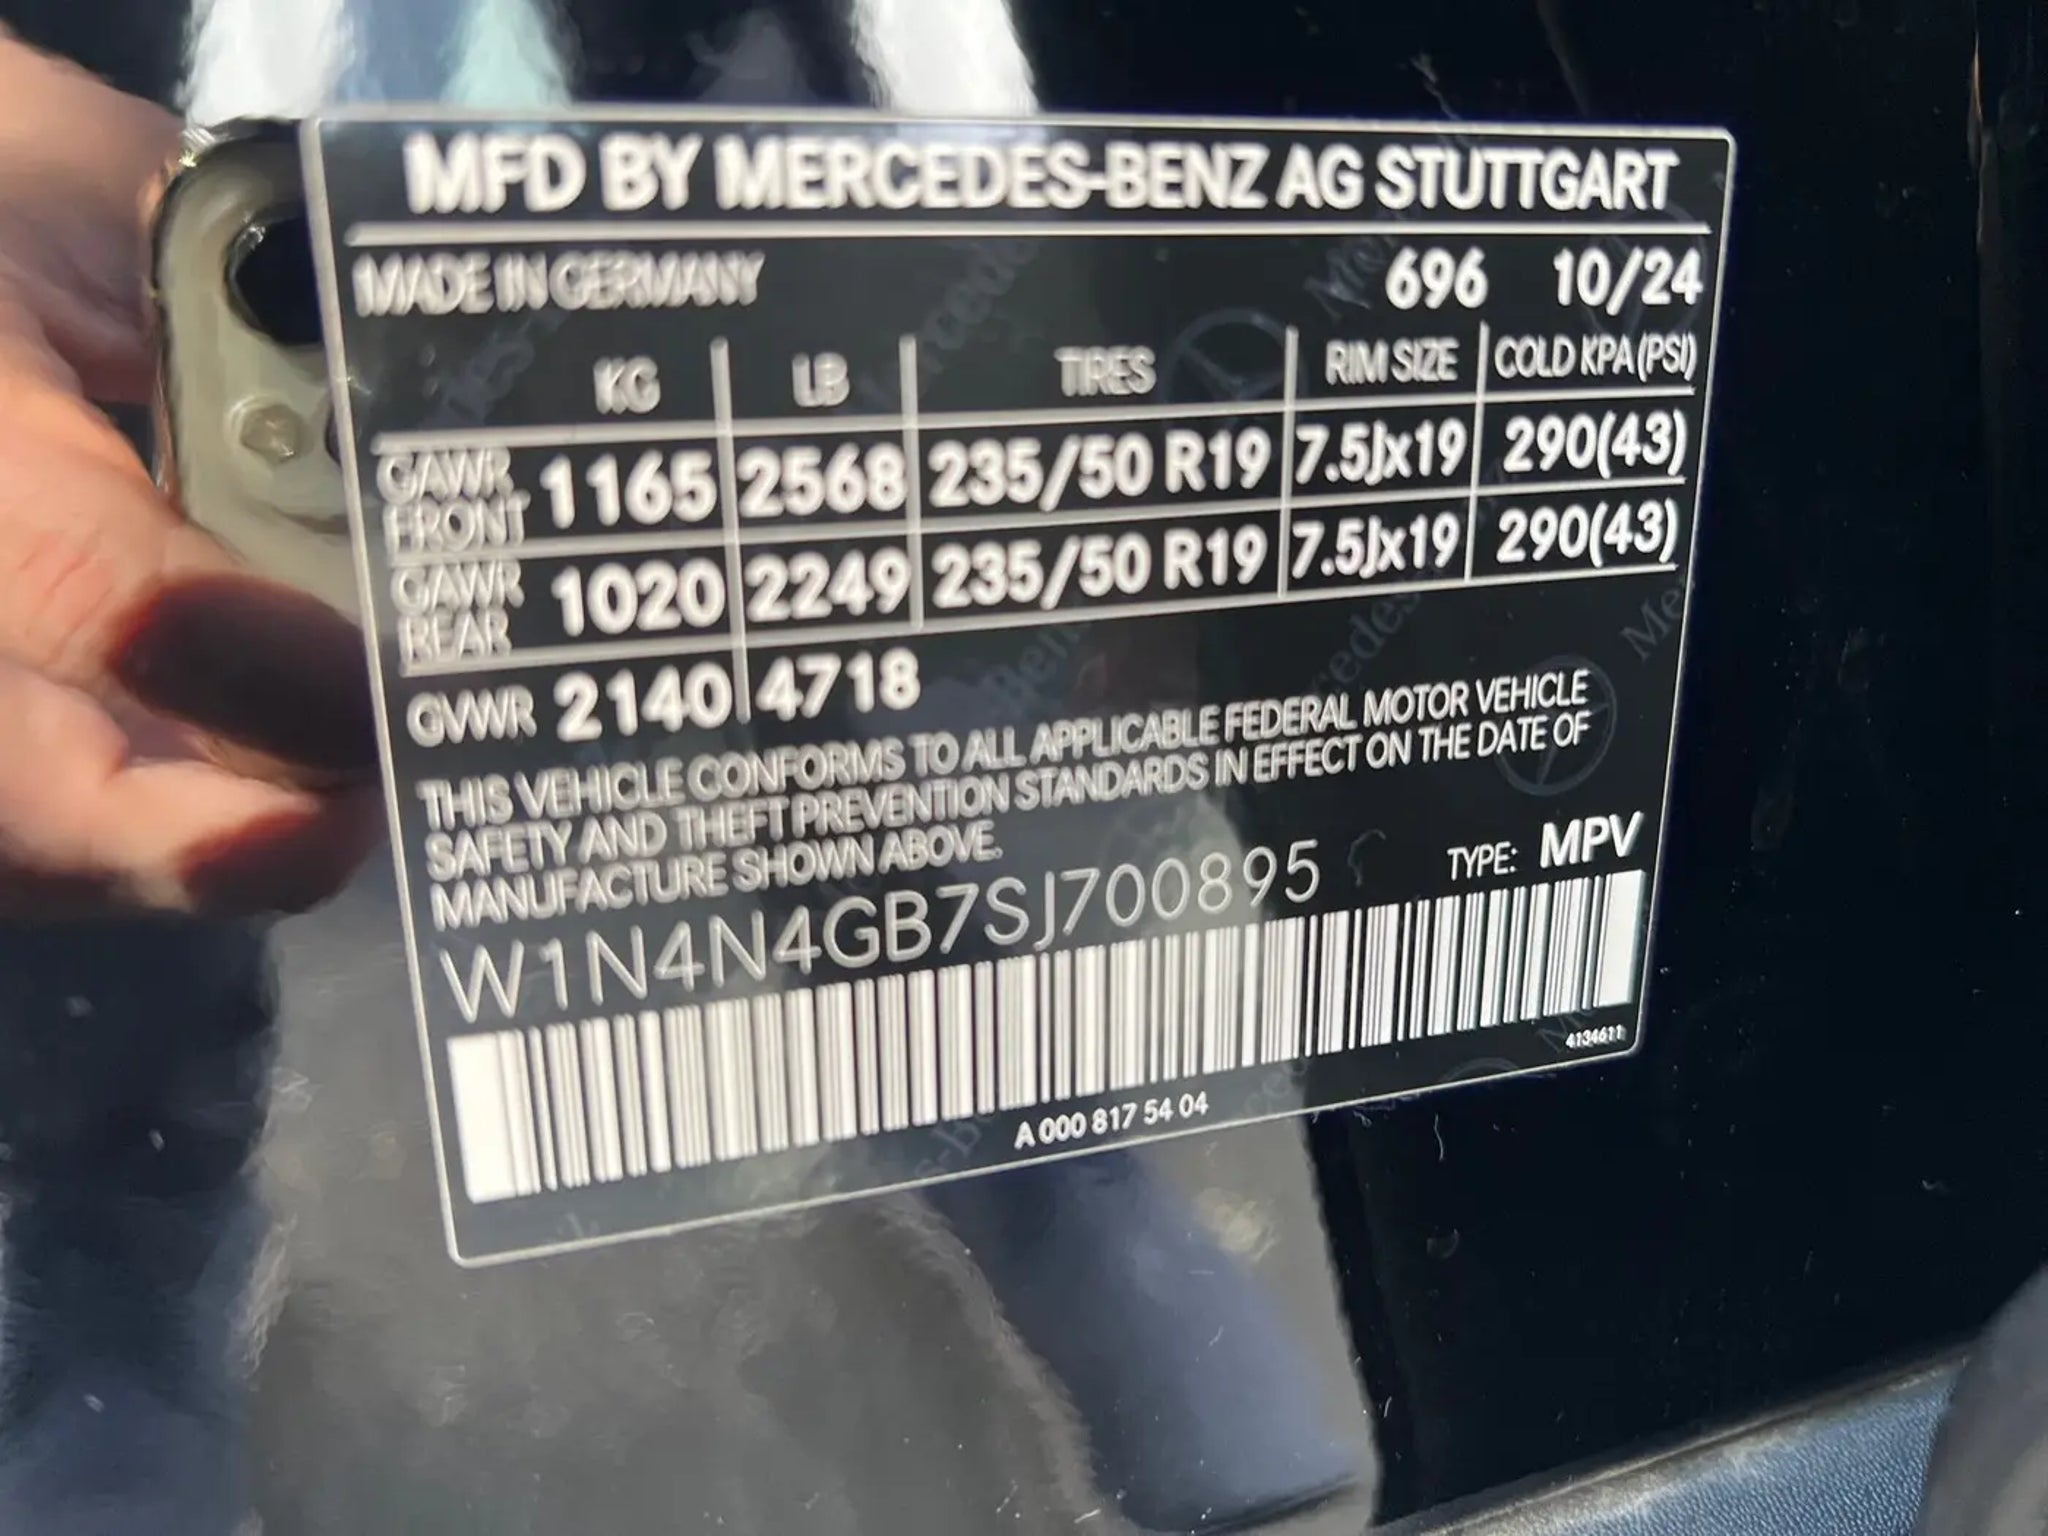 MFD BY MERCEDES-BENZ AG STUTTGART
MADE IN GERMANY 696 10/24
KG LB TIRES RIM SIZE COLD KPA(PSI)
GAWR FRONT 1165 2568 235/50 R19 7.5Jx19 290(43)
GAWR REAR 1020 2249 235/50 R19 7.5Jx19 290(43)
GVWR 2140 4718
THIS VEHICLE CONFORMS TO ALL APPLICABLE FEDERAL MOTOR VEHICLE
SAFETY AND THEFT PREVENTION STANDARDS IN EFFECT ON THE DATE OF
MANUFACTURE SHOWN ABOVE.
W1N4N4GB7SJ700895 TYPE: MPV
4134611
A 000 817 54 04